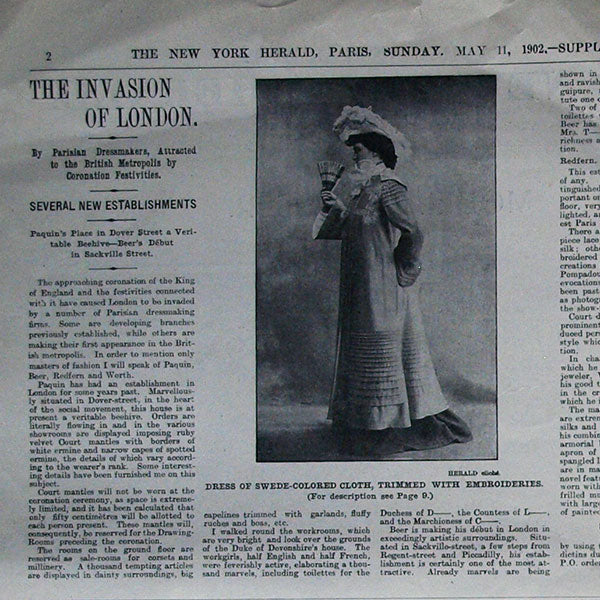 2
THE NEW YORK HERALD, PARIS, SUNDAY. MAY 11, 1902.—SUPPL
THE INVASION
OF LONDON.
By Parisian Dressmakers, Attracted
to the British Metropolis by
Coronation Festivities.
SEVERAL NEW ESTABLISHMENTS
Paquin's Place in Dover Street a Veri-
table Beehive—Beer's Début
in Sackville Street.
The approaching coronation of the King
of England and the festivities connected
with it have caused London to be invaded
by a number of Parisian dressmaking
firms. Some are developing branches
previously established, while others are
making their first appearance in the Brit-
ish metropolis. In order to mention only
masters of fashion I will speak of Paquin,
Beer, Redfern and Worth.
Paquin has had an establishment in
London for some years past. Marvellous-
ly situated in Dover-street, in the heart
of the social movement, this house is at
present a veritable beehive. Orders are
literally flowing in and in the various
showrooms are displayed imposing ruby
velvet Court mantles with borders of
white ermine and narrow capes of spotted
ermine, the details of which vary accord-
ing to the wearer's rank. Some interest-
ing details have been furnished me on this
subject.
Court mantles will not be worn at the
coronation ceremony, as space is extreme-
ly limited, and it has been calculated that
only fifty centimètres will be allotted to
each person present. These mantles will,
consequently, be reserved for the Drawing-
Rooms preceding the coronation.
The rooms on the ground floor are
reserved as sale-rooms for corsets and
millinery. A thousand tempting articles
are displayed in dainty surroundings, big
HERALD cliché.
DRESS OF SWEDE-COLORED CLOTH, TRIMMED WITH EMBROIDERIES.
(For description see Page 9.)
capelines trimmed with garlands, fluffy
ruches and boas, etc.
I walked round the workrooms, which
are very bright and look over the grounds
of the Duke of Devonshire's house. The
workgirls, half English and half French,
were feverishly active, elaborating a thou-
sand marvels, including toilettes for the
Duchess of D——, the Countess of L——,
and the Marchioness of C——
Beer is making his début in London in
exceedingly artistic surroundings. Situ-
ated in Sackville-street, a few steps from
Regent-street and Piccadilly, his estab-
lishment is certainly one of the most at-
tractive. Already marvels are being
shown in
and ravish
guipure,
tute one o
Two of
toilettes
Beer has
Mrs. T—
richness a
tion.
Redfern.
This est
of any.
tinguished
portant or
floor, very
lighted, a
est Paris
There a
piece lace
silk; othe
broidered
creations
Pompadou
evocations
been past
as photog
the show-
Court d
prominent
duced per
style which
tion.
In cha
which he
jeweler,
his good t
in the cr
which he
The ma
are extren
silks and
his combin
armorial
apron of
spangled
are in ma
novel featu
worn with
frilled mu
with large
of painted
by using t
dictins du
P.O. order